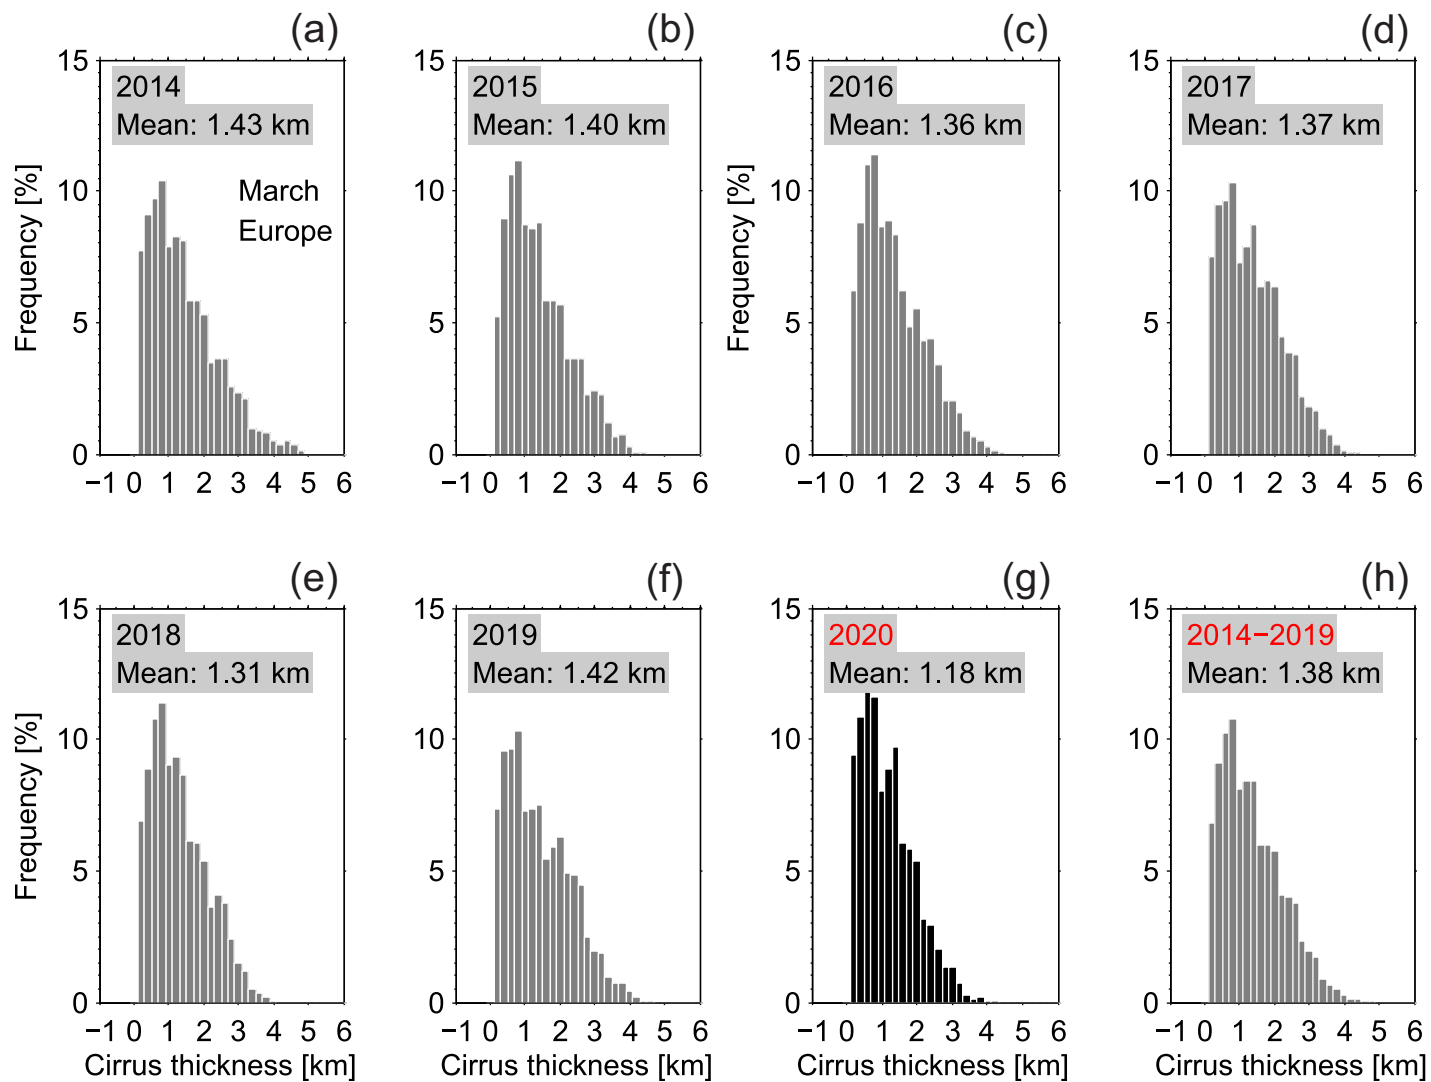 (a)
15
2014
Mean: 1.43 km
March
Europe
10
5
0
Frequency [%]
−1 0 1 2 3 4 5 6
(b)
15
2015
Mean: 1.40 km
10
5
0
−1 0 1 2 3 4 5 6
(c)
15
2016
Mean: 1.36 km
10
5
0
Frequency [%]
−1 0 1 2 3 4 5 6
(d)
15
2017
Mean: 1.37 km
10
5
0
−1 0 1 2 3 4 5 6
(e)
15
2018
Mean: 1.31 km
10
5
0
Frequency [%]
−1 0 1 2 3 4 5 6
Cirrus thickness [km]
(f)
15
2019
Mean: 1.42 km
10
5
0
−1 0 1 2 3 4 5 6
Cirrus thickness [km]
(g)
15
2020
Mean: 1.18 km
10
5
0
−1 0 1 2 3 4 5 6
Cirrus thickness [km]
(h)
15
2014−2019
Mean: 1.38 km
10
5
0
−1 0 1 2 3 4 5 6
Cirrus thickness [km]